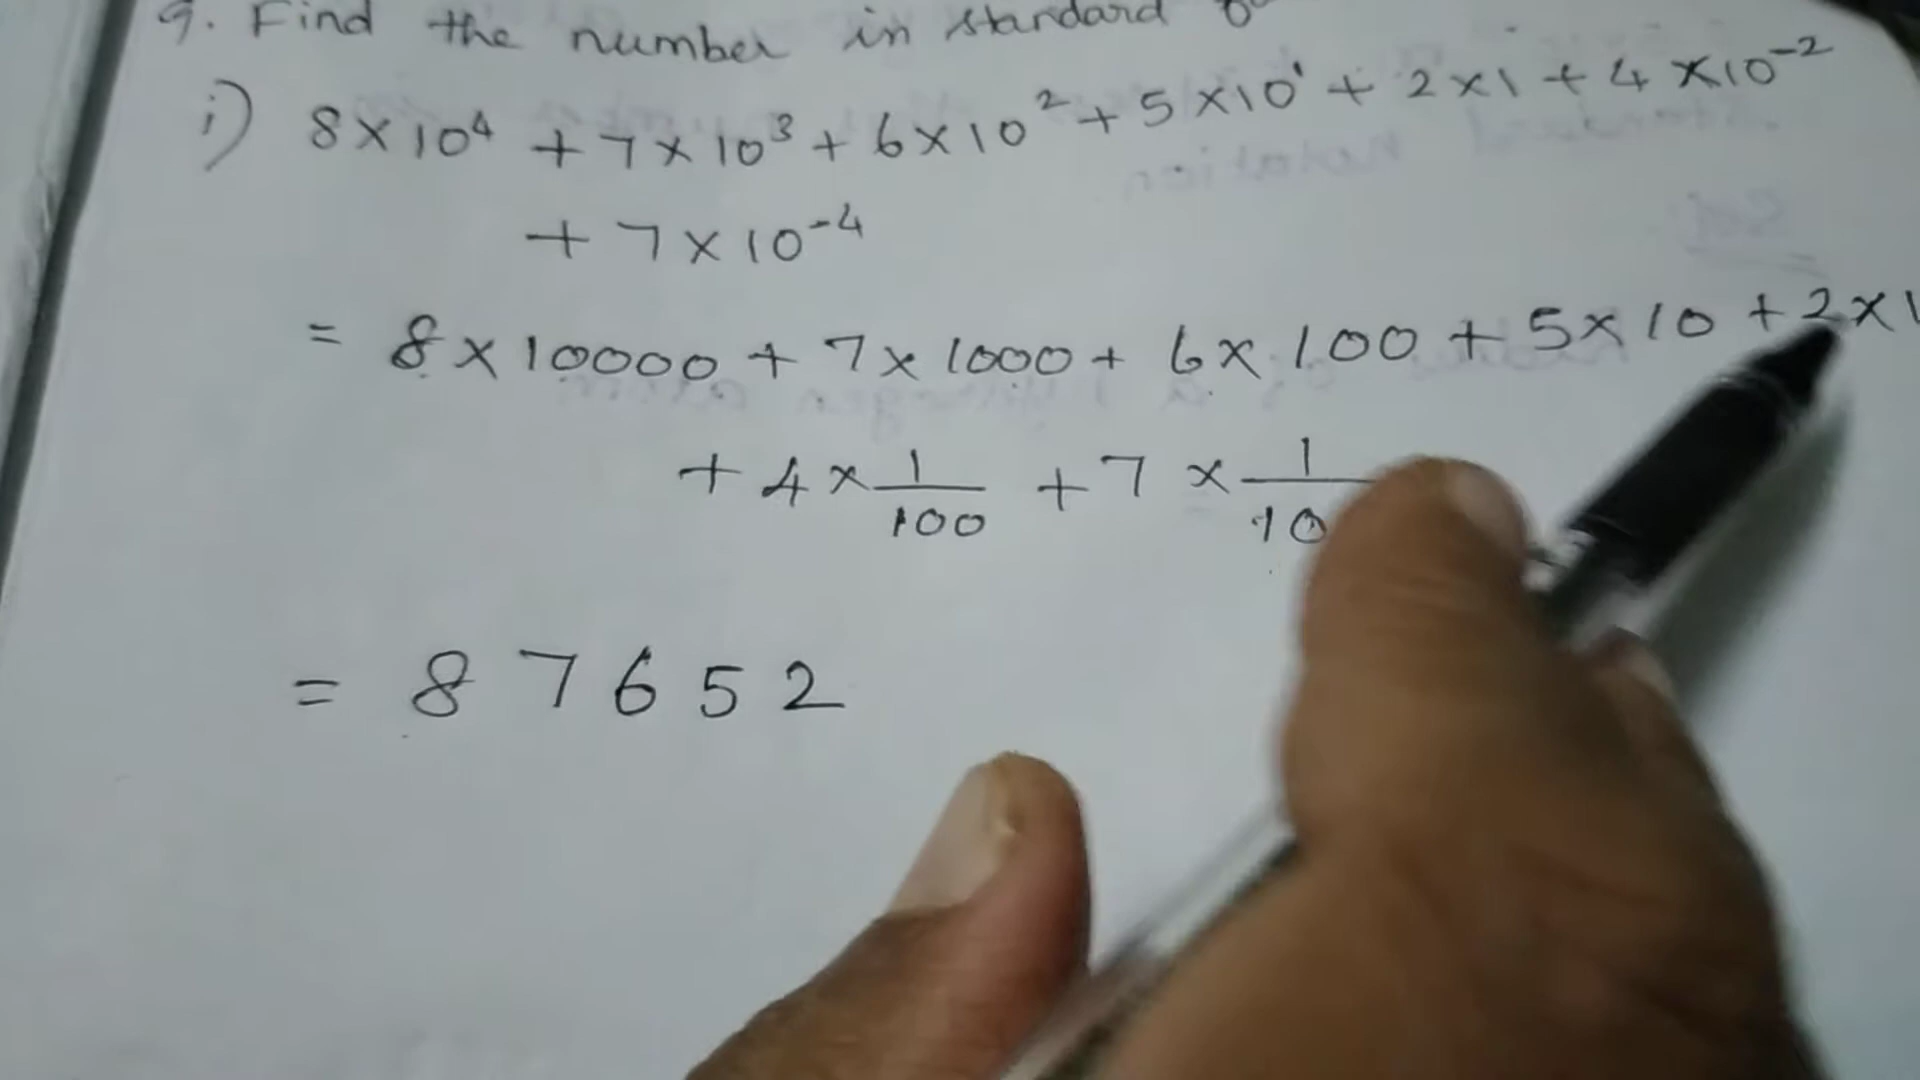 9. Find the number in standard
i) 8 × 10⁴ + 7 × 10³ + 6 × 10² + 5 × 10¹ + 2 × 1 + 4 × 10⁻²
+ 7 × 10⁻⁴
= 8 × 10000 + 7 × 1000 + 6 × 100 + 5 × 10 + 2 × 1
+ 4 × 1/100 + 7 × 1/10
= 87652